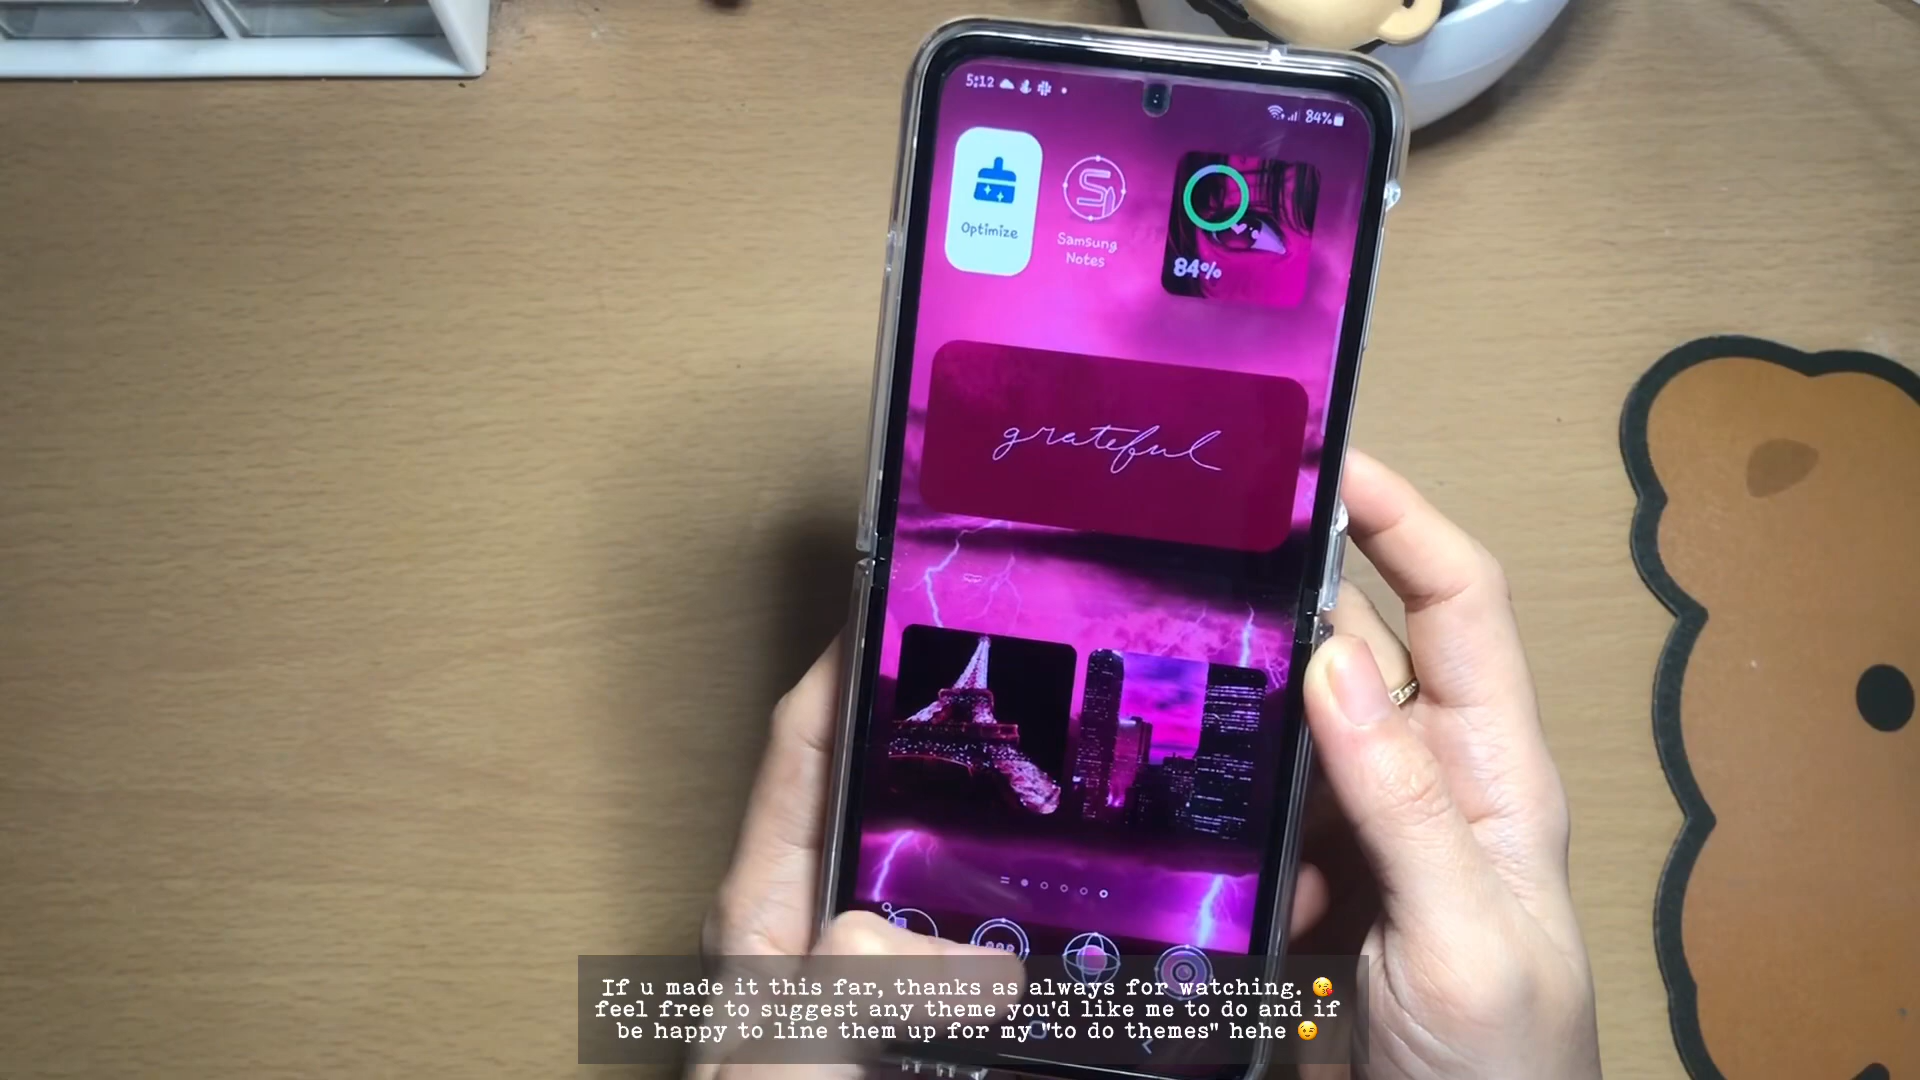 5:12
84%
Optimize
Samsung
Notes
84%
grateful
If u made it this far, thanks as always for watching. 😘
feel free to suggest any theme you'd like me to do and if
be happy to line them up for my "to do themes" hehe 😉